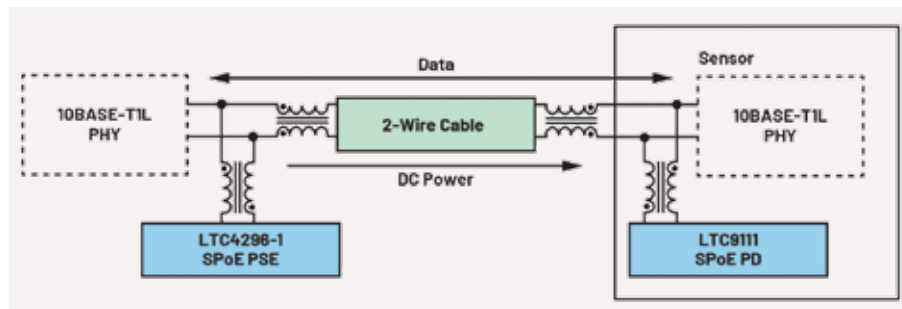 Data
Sensor
10BASE-T1L
PHY
2-Wire Cable
10BASE-T1L
PHY
DC Power
LTC4296-1
SPoE PSE
LTC9111
SPoE PD